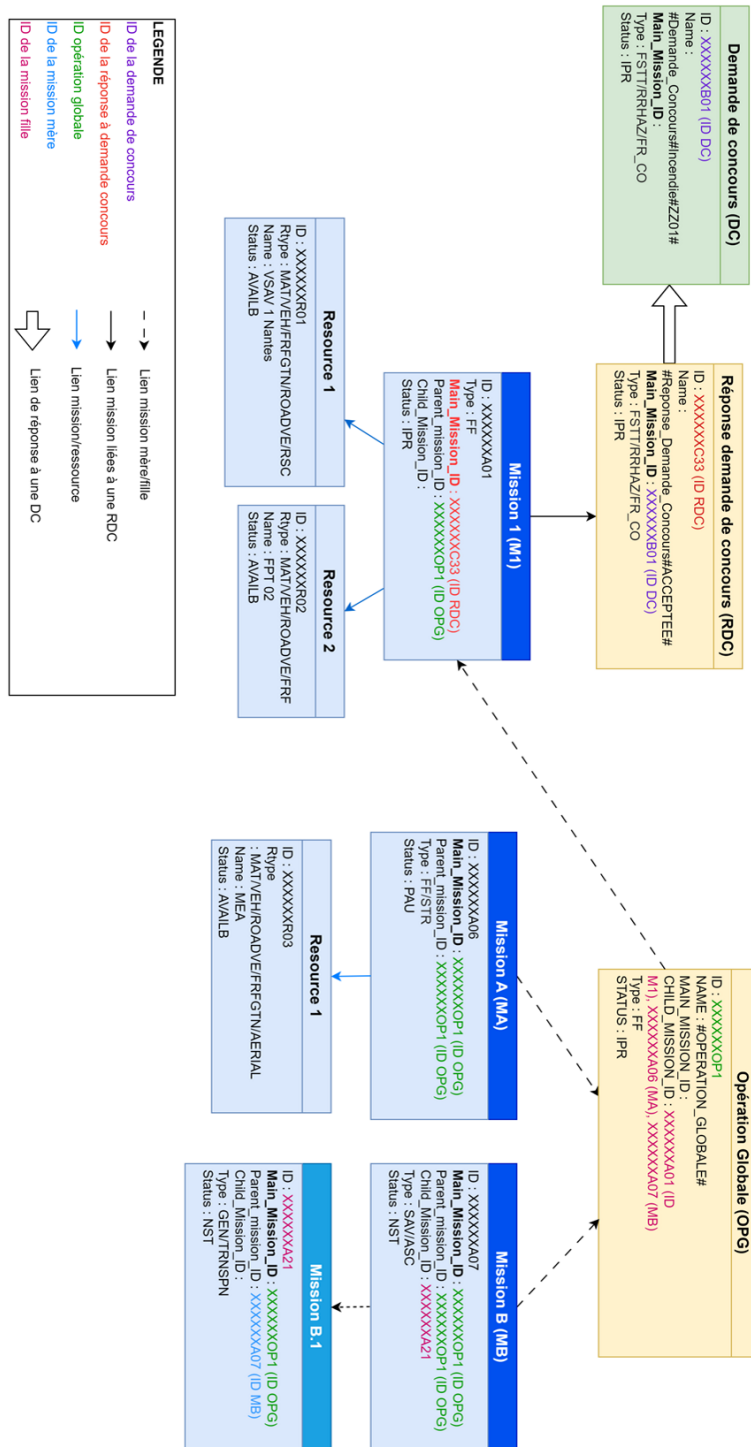 Demande de concours (DC)
ID : XXXXXXB01 (ID DC)
Name :
#Demande_Concours#Incendie#ZZ01#
Main_Mission_ID :
Type : FSTT/RRHAZ/FR_CO
Status : IPR
Réponse demande de concours (RDC)
ID : XXXXXXC33 (ID RDC)
Name :
#Reponse_Demande_Concours#ACCEPTEE#
Main_Mission_ID : XXXXXXB01 (ID DC)
Type : FSTT/RRHAZ/FR_CO
Status : IPR
Opération Globale (OPG)
ID : XXXXXXOP1
NAME : #OPERATION_GLOBALE#
MAIN_MISSION_ID :
CHILD_MISSION_ID : XXXXXXA01 (ID
M1), XXXXXXA06 (MA), XXXXXXA07 (MB)
Type : FF
STATUS : IPR
Mission 1 (M1)
ID : XXXXXXA01
Type : FF
Main_Mission_ID : XXXXXXC33 (ID RDC)
Parent_mission_ID : XXXXXXOP1 (ID OPG)
Child_Mission_ID :
Status : IPR
Mission A (MA)
ID : XXXXXXA06
Main_Mission_ID : XXXXXXOP1 (ID OPG)
Parent_mission_ID : XXXXXXOP1 (ID OPG)
Type : FF/STR
Status : PAU
Mission B (MB)
ID : XXXXXXA07
Main_Mission_ID : XXXXXXOP1 (ID OPG)
Parent_mission_ID : XXXXXXOP1 (ID OPG)
Child_Mission_ID : XXXXXXA21
Type : SAV/ASC
Status : NST
Resource 1
ID : XXXXXXR01
Rtype : MAT/VEH/FRFGTN/ROADVE/RSC
Name : VSAV 1 Nantes
Status : AVAILB
Resource 2
ID : XXXXXXR02
Rtype : MAT/VEH/ROADVE/FRF
Name : FPT 02
Status : AVAILB
Resource 1
ID : XXXXXXR03
Rtype
: MAT/VEH/ROADVE/FRFGTN/AERIAL
Name : MEA
Status : AVAILB
Mission B.1
ID : XXXXXXA21
Main_Mission_ID : XXXXXXOP1 (ID OPG)
Parent_mission_ID : XXXXXXA07 (ID MB)
Child_Mission_ID :
Type : GEN/TRNSPN
Status : NST
LEGENDE
ID de la demande de concours
ID de la réponse à demande concours
ID opération globale
ID de la mission mère
ID de la mission fille
Lien mission mère/fille
Lien mission liées à une RDC
Lien mission/ressource
Lien de réponse à une DC